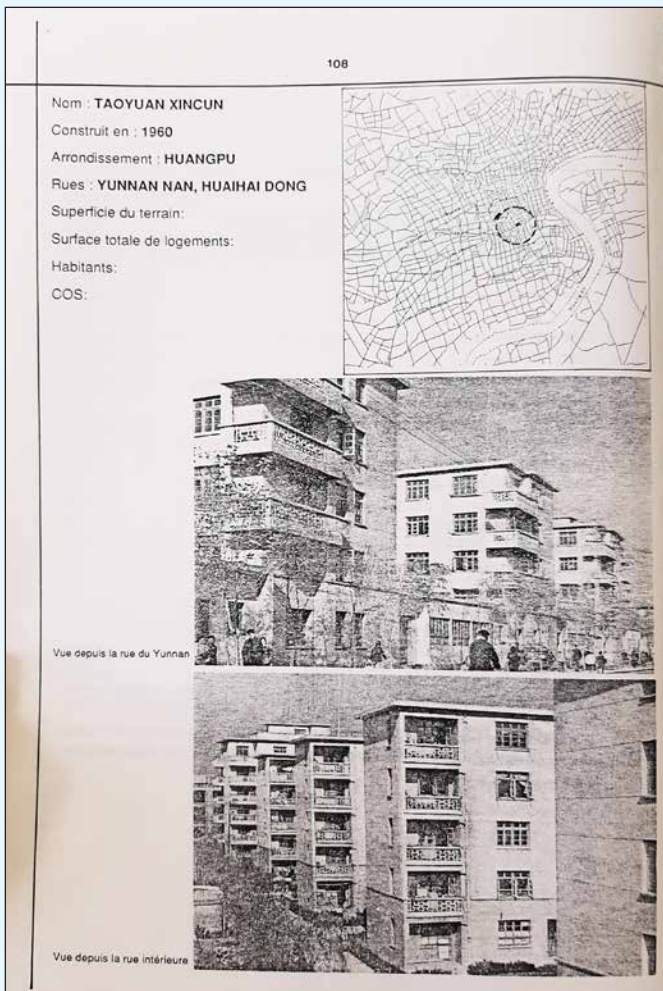 108
Nom : TAOYUAN XINCUN
Construit en : 1960
Arrondissement : HUANGPU
Rues : YUNNAN NAN, HUAIHAI DONG
Superficie du terrain:
Surface totale de logements:
Habitants:
COS:
Vue depuis la rue du Yunnan
Vue depuis la rue intérieure